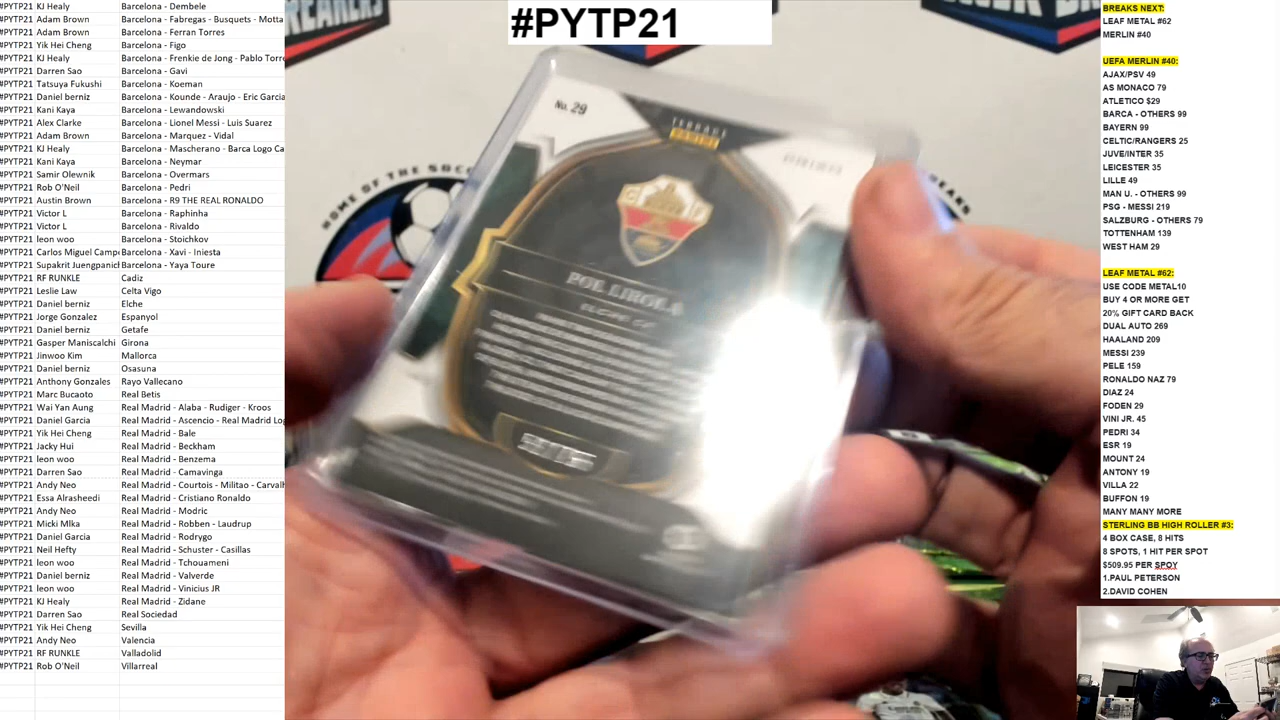 #PYTP21
#PYTP21 KJ Healy Barcelona - Dembele
#PYTP21 Adam Brown Barcelona - Fabregas - Busquets - Motta
#PYTP21 Adam Brown Barcelona - Ferran Torres
#PYTP21 Yik Hei Cheng Barcelona - Figo
#PYTP21 KJ Healy Barcelona - Frenkie de Jong - Pablo Torre
#PYTP21 Darren Sao Barcelona - Gavi
#PYTP21 Tatsuya Fukushi Barcelona - Koeman
#PYTP21 Daniel berniz Barcelona - Kounde - Araujo - Eric Garcia
#PYTP21 Kani Kaya Barcelona - Lewandowski
#PYTP21 Alex Clarke Barcelona - Lionel Messi - Luis Suarez
#PYTP21 Adam Brown Barcelona - Marquez - Vidal
#PYTP21 KJ Healy Barcelona - Mascherano - Barca Logo Ca
#PYTP21 Kani Kaya Barcelona - Neymar
#PYTP21 Samir Olewnik Barcelona - Overmars
#PYTP21 Rob O'Neil Barcelona - Pedri
#PYTP21 Austin Brown Barcelona - R9 THE REAL RONALDO
#PYTP21 Victor L Barcelona - Raphinha
#PYTP21 Victor L Barcelona - Rivaldo
#PYTP21 leon woo Barcelona - Stoichkov
#PYTP21 Carlos Miguel Camp Barcelona - Xavi - Iniesta
#PYTP21 Supakrit Juengpanich Barcelona - Yaya Toure
#PYTP21 RF RUNKLE Cadiz
#PYTP21 Leslie Law Celta Vigo
#PYTP21 Daniel berniz Elche
#PYTP21 Jorge Gonzalez Espanyol
#PYTP21 Daniel berniz Getafe
#PYTP21 Gasper Maniscalchi Girona
#PYTP21 Jinwoo Kim Mallorca
#PYTP21 Daniel berniz Osasuna
#PYTP21 Anthony Gonzales Rayo Vallecano
#PYTP21 Marc Bucaoto Real Betis
#PYTP21 Wai Yan Aung Real Madrid - Alaba - Rudiger - Kroos
#PYTP21 Daniel Garcia Real Madrid - Ascencio - Real Madrid Log
#PYTP21 Yik Hei Cheng Real Madrid - Bale
#PYTP21 Jacky Hui Real Madrid - Beckham
#PYTP21 leon woo Real Madrid - Benzema
#PYTP21 Darren Sao Real Madrid - Camavinga
#PYTP21 Andy Neo Real Madrid - Courtois - Militao - Carvalh
#PYTP21 Essa Alrasheedi Real Madrid - Cristiano Ronaldo
#PYTP21 Andy Neo Real Madrid - Modric
#PYTP21 Micki Mlka Real Madrid - Robben - Laudrup
#PYTP21 Daniel Garcia Real Madrid - Rodrygo
#PYTP21 Neil Hefty Real Madrid - Schuster - Casillas
#PYTP21 leon woo Real Madrid - Tchouameni
#PYTP21 Daniel berniz Real Madrid - Valverde
#PYTP21 leon woo Real Madrid - Vinicius JR
#PYTP21 KJ Healy Real Madrid - Zidane
#PYTP21 Darren Sao Real Sociedad
#PYTP21 Yik Hei Cheng Sevilla
#PYTP21 Andy Neo Valencia
#PYTP21 RF RUNKLE Valladolid
#PYTP21 Rob O'Neil Villarreal
No. 29
TERRACE
PANINI
POL LIROLA
ELCHE CF
HOME OF THE SOCC
BREAKS NEXT:
LEAF METAL #62
MERLIN #40
UEFA MERLIN #40:
AJAX/PSV 49
AS MONACO 79
ATLETICO $29
BARCA - OTHERS 99
BAYERN 99
CELTIC/RANGERS 25
JUVE/INTER 35
LEICESTER 35
LILLE 49
MAN U. - OTHERS 99
PSG - MESSI 219
SALZBURG - OTHERS 79
TOTTENHAM 139
WEST HAM 29
LEAF METAL #62:
USE CODE METAL10
BUY 4 OR MORE GET
20% GIFT CARD BACK
DUAL AUTO 269
HAALAND 209
MESSI 239
PELE 159
RONALDO NAZ 79
DIAZ 24
FODEN 29
VINI JR. 45
PEDRI 34
ESR 19
MOUNT 24
ANTONY 19
VILLA 22
BUFFON 19
MANY MANY MORE
STERLING BB HIGH ROLLER #3:
4 BOX CASE, 8 HITS
8 SPOTS, 1 HIT PER SPOT
$509.95 PER SPOY
1.PAUL PETERSON
2.DAVID COHEN